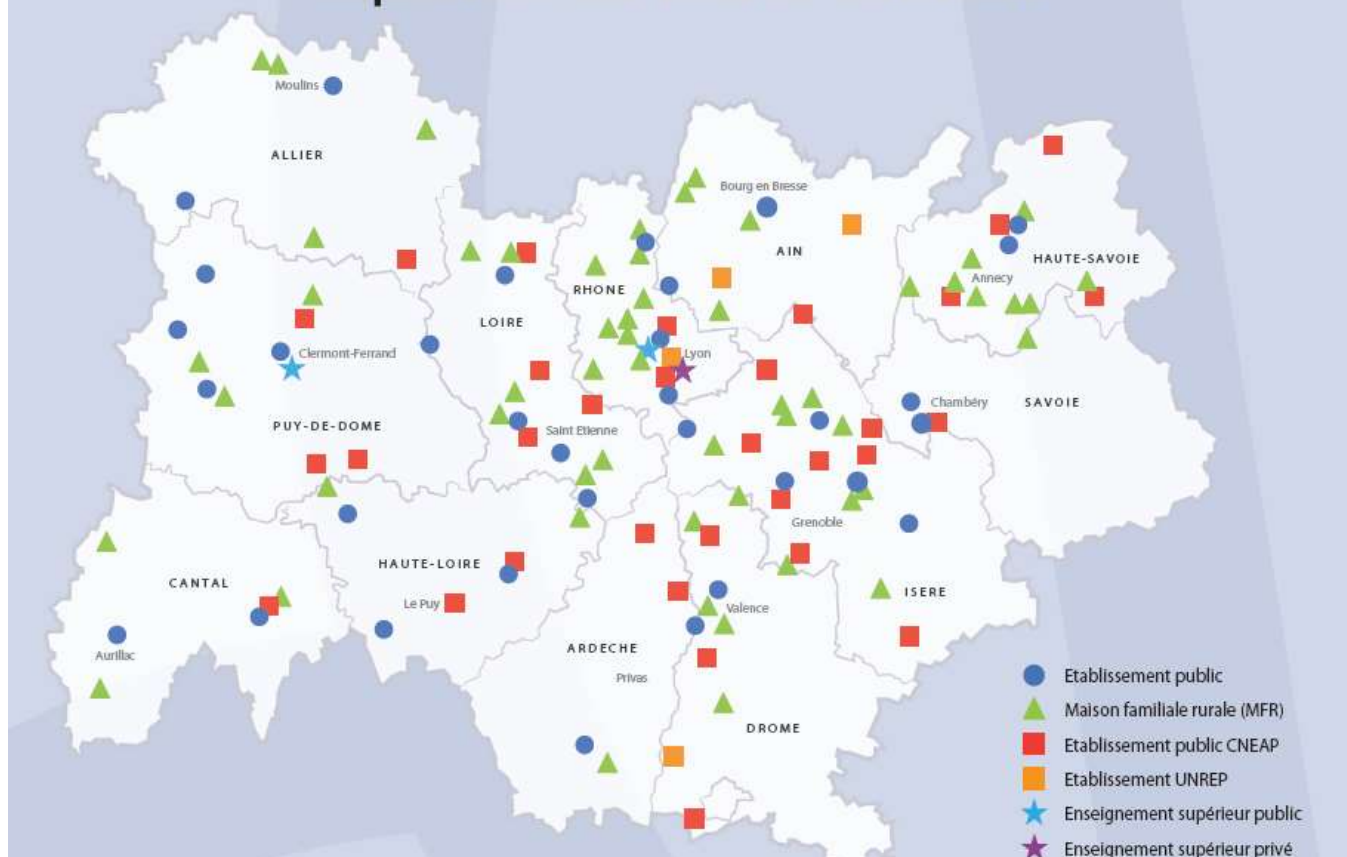 Moulins
ALLIER
Bourg en Bresse
AIN
HAUTE-SAVOIE
Annecy
RHONE
LOIRE
Clermont-Ferrand
Lyon
Chambéry
SAVOIE
PUY-DE-DOME
Saint Etienne
Grenoble
HAUTE-LOIRE
CANTAL
ISERE
Le Puy
Valence
ARDECHE
Aurillac
Privas
DROME
Etablissement public
Maison familiale rurale (MFR)
Etablissement public CNEAP
Etablissement UNREP
Enseignement supérieur public
Enseignement supérieur privé